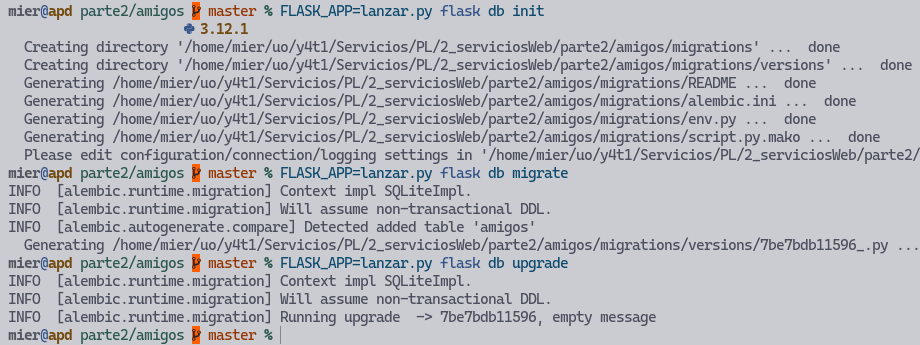 mier@apd parte2/amigos master % FLASK_APP=lanzar.py flask db init
3.12.1
Creating directory '/home/mier/uo/y4t1/Servicios/PL/2_serviciosWeb/parte2/amigos/migrations' ... done
Creating directory '/home/mier/uo/y4t1/Servicios/PL/2_serviciosWeb/parte2/amigos/migrations/versions' ... done
Generating /home/mier/uo/y4t1/Servicios/PL/2_serviciosWeb/parte2/amigos/migrations/README ... done
Generating /home/mier/uo/y4t1/Servicios/PL/2_serviciosWeb/parte2/amigos/migrations/alembic.ini ... done
Generating /home/mier/uo/y4t1/Servicios/PL/2_serviciosWeb/parte2/amigos/migrations/env.py ... done
Generating /home/mier/uo/y4t1/Servicios/PL/2_serviciosWeb/parte2/amigos/migrations/script.py.mako ... done
Please edit configuration/connection/logging settings in '/home/mier/uo/y4t1/Servicios/PL/2_serviciosWeb/parte2/
mier@apd parte2/amigos master % FLASK_APP=lanzar.py flask db migrate
INFO  [alembic.runtime.migration] Context impl SQLiteImpl.
INFO  [alembic.runtime.migration] Will assume non-transactional DDL.
INFO  [alembic.autogenerate.compare] Detected added table 'amigos'
Generating /home/mier/uo/y4t1/Servicios/PL/2_serviciosWeb/parte2/amigos/migrations/versions/7be7bdb11596_.py ...
mier@apd parte2/amigos master % FLASK_APP=lanzar.py flask db upgrade
INFO  [alembic.runtime.migration] Context impl SQLiteImpl.
INFO  [alembic.runtime.migration] Will assume non-transactional DDL.
INFO  [alembic.runtime.migration] Running upgrade  -> 7be7bdb11596, empty message
mier@apd parte2/amigos master %